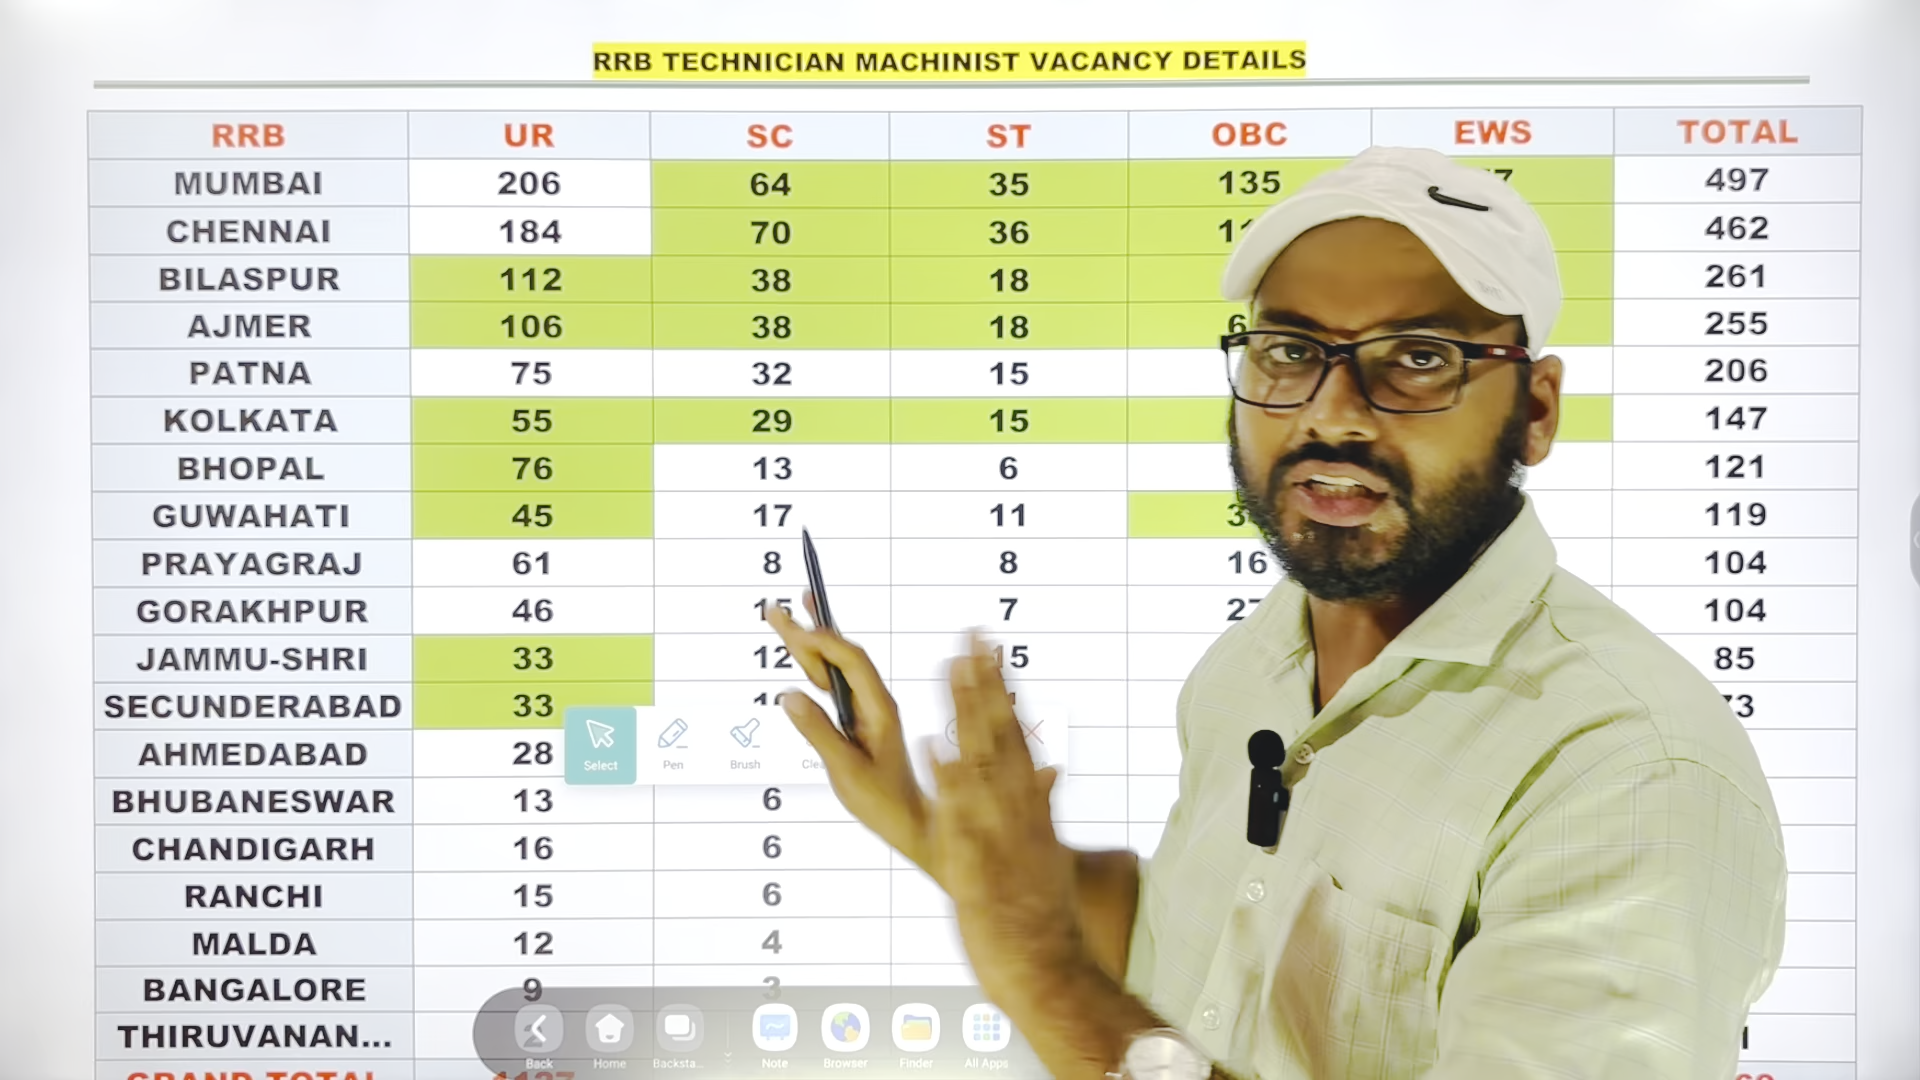 RRB TECHNICIAN MACHINIST VACANCY DETAILS
RRB UR SC ST OBC EWS TOTAL
MUMBAI 206 64 35 135 497
CHENNAI 184 70 36 462
BILASPUR 112 38 18 261
AJMER 106 38 18 255
PATNA 75 32 15 206
KOLKATA 55 29 15 147
BHOPAL 76 13 6 121
GUWAHATI 45 17 11 119
PRAYAGRAJ 61 8 8 16 104
GORAKHPUR 46 15 7 27 104
JAMMU-SHRI 33 12 15 85
SECUNDERABAD 33
AHMEDABAD 28
Select Pen Brush
BHUBANESWAR 13 6
CHANDIGARH 16 6
RANCHI 15 6
MALDA 12 4
BANGALORE 9 3
THIRUVANAN... 2
Back Home Backsta... Note Browser Finder All Apps
GRAND TOTAL